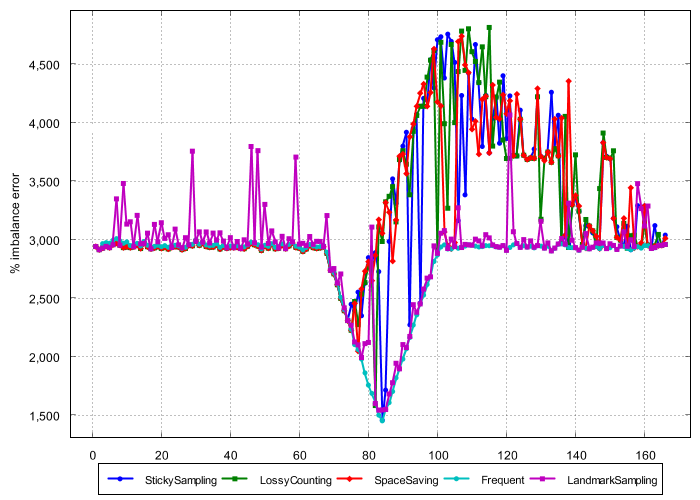 4,500
4,000
3,500
3,000
2,500
2,000
1,500
% imbalance error
0 20 40 60 80 100 120 140 160
StickySampling LossyCounting SpaceSaving Frequent LandmarkSampling